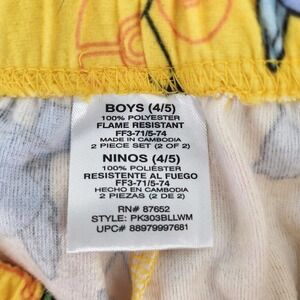 BOYS (4/5)
100% POLYESTER
FLAME RESISTANT
FF3-71/5-74
MADE IN CAMBODIA
2 PIECE SET (2 OF 2)
NINOS (4/5)
100% POLIÉSTER
RESISTENTE AL FUEGO
FF3-71/5-74
HECHO EN CAMBODIA
2 PIEZAS (2 DE 2)
RN# 87652
STYLE: PK303BLLWM
UPC# 88979997681